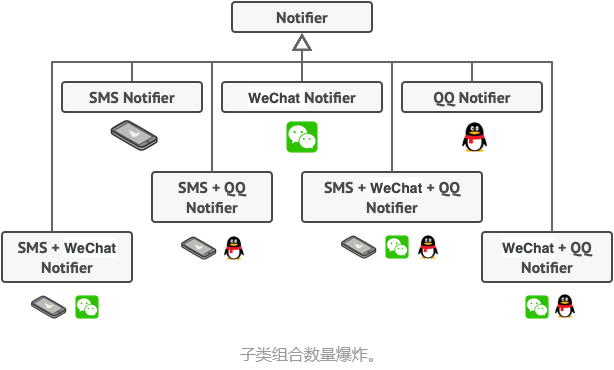 Notifier
SMS Notifier
WeChat Notifier
QQ Notifier
SMS + QQ
Notifier
SMS + WeChat + QQ
Notifier
SMS + WeChat
Notifier
WeChat + QQ
Notifier
子类组合数量爆炸。